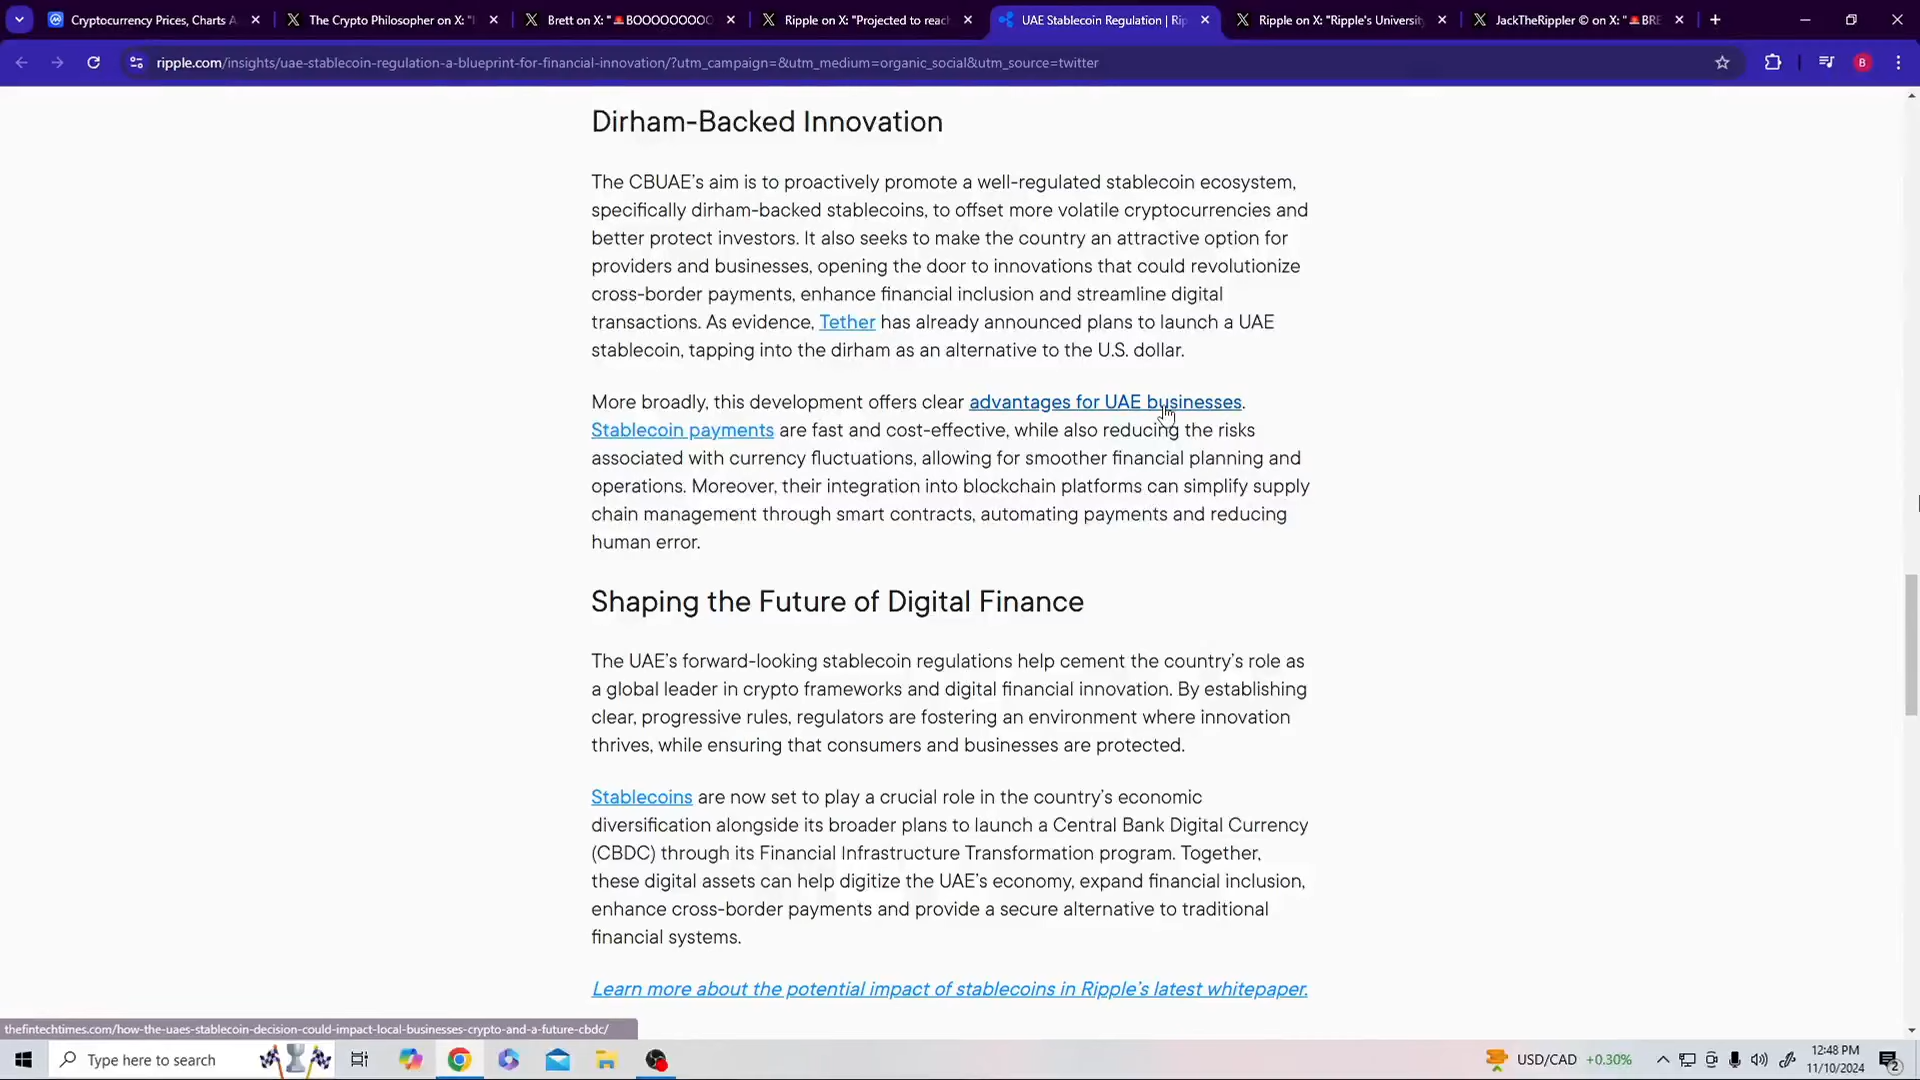 Cryptocurrency Prices, Charts A
The Crypto Philosopher on X: "
Brett on X: "🚨BOOOOOOOOO
Ripple on X: "Projected to reac
UAE Stablecoin Regulation | Rip
Ripple on X: "Ripple's University
JackTheRippler © on X: "🚨BRE
ripple.com/insights/uae-stablecoin-regulation-a-blueprint-for-financial-innovation/?utm_campaign=&utm_medium=organic_social&utm_source=twitter
B
Dirham-Backed Innovation
The CBUAE's aim is to proactively promote a well-regulated stablecoin ecosystem,
specifically dirham-backed stablecoins, to offset more volatile cryptocurrencies and
better protect investors. It also seeks to make the country an attractive option for
providers and businesses, opening the door to innovations that could revolutionize
cross-border payments, enhance financial inclusion and streamline digital
transactions. As evidence, Tether has already announced plans to launch a UAE
stablecoin, tapping into the dirham as an alternative to the U.S. dollar.
More broadly, this development offers clear advantages for UAE businesses.
Stablecoin payments are fast and cost-effective, while also reducing the risks
associated with currency fluctuations, allowing for smoother financial planning and
operations. Moreover, their integration into blockchain platforms can simplify supply
chain management through smart contracts, automating payments and reducing
human error.
Shaping the Future of Digital Finance
The UAE's forward-looking stablecoin regulations help cement the country's role as
a global leader in crypto frameworks and digital financial innovation. By establishing
clear, progressive rules, regulators are fostering an environment where innovation
thrives, while ensuring that consumers and businesses are protected.
Stablecoins are now set to play a crucial role in the country's economic
diversification alongside its broader plans to launch a Central Bank Digital Currency
(CBDC) through its Financial Infrastructure Transformation program. Together,
these digital assets can help digitize the UAE's economy, expand financial inclusion,
enhance cross-border payments and provide a secure alternative to traditional
financial systems.
Learn more about the potential impact of stablecoins in Ripple's latest whitepaper.
thefintechtimes.com/how-the-uaes-stablecoin-decision-could-impact-local-businesses-crypto-and-a-future-cbdc/
Type here to search
USD/CAD +0.30%
12:48 PM
11/10/2024
2